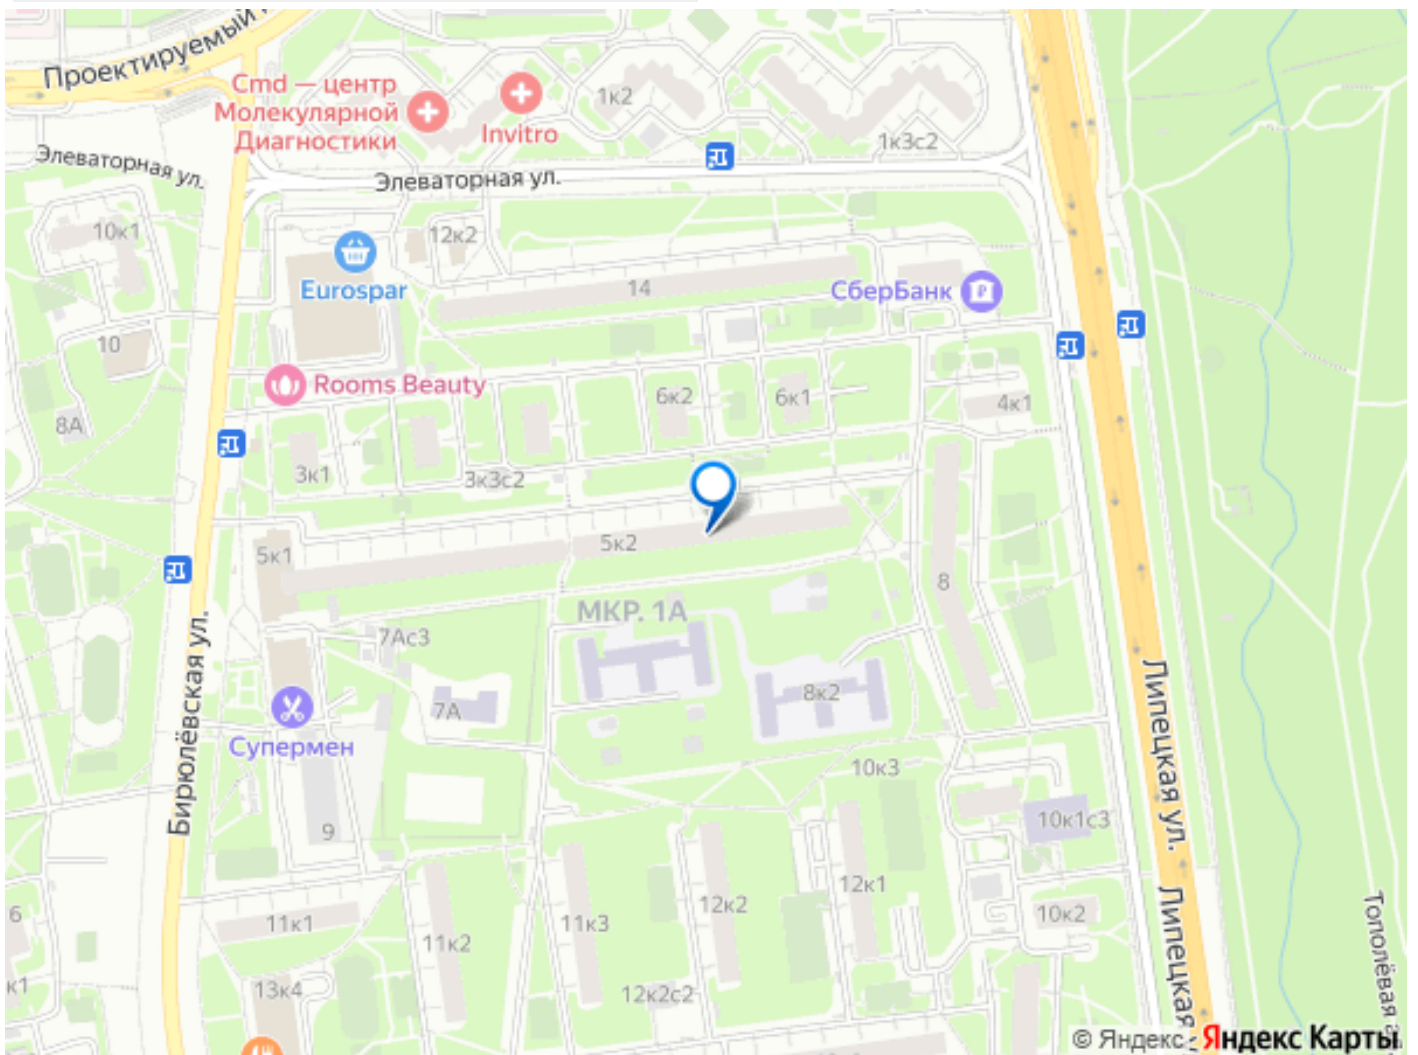 Проектируемый
Cmd — центр
Молекулярной
Диагностики
Invitro
1к2
1к3с2
Элеваторная ул.
Элеваторная ул.
10к1
12к2
Eurospar
14
СберБанк
10
Rooms Beauty
6к2
6к1
4к1
8А
3к1
3к3с2
5к1
5к2
8
МКР. 1А
7Ас3
7А
8к2
Супермен
Бирюлёвская ул.
Липецкая ул.
10к3
9
10к1с3
12к1
12к2
10к2
6
11к1
11к2
11к3
Липецкая
Тополёвая а
к1
13к4
12к2с2
© Яндекс
Яндекс Карты